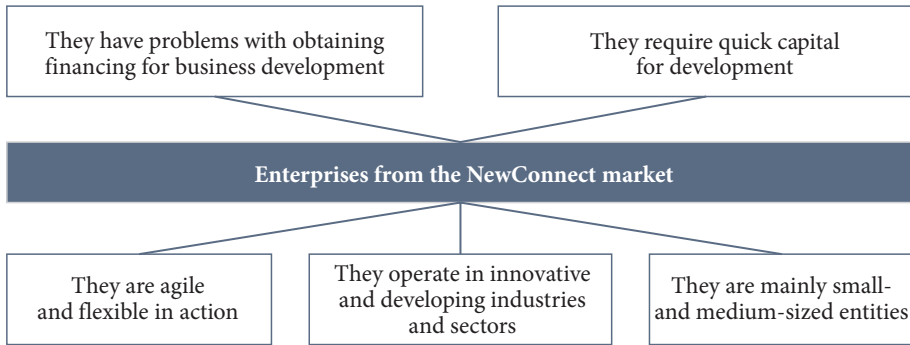 They have problems with obtaining
financing for business development
They require quick capital
for development
Enterprises from the NewConnect market
They are agile
and flexible in action
They operate in innovative
and developing industries
and sectors
They are mainly small-
and medium-sized entities